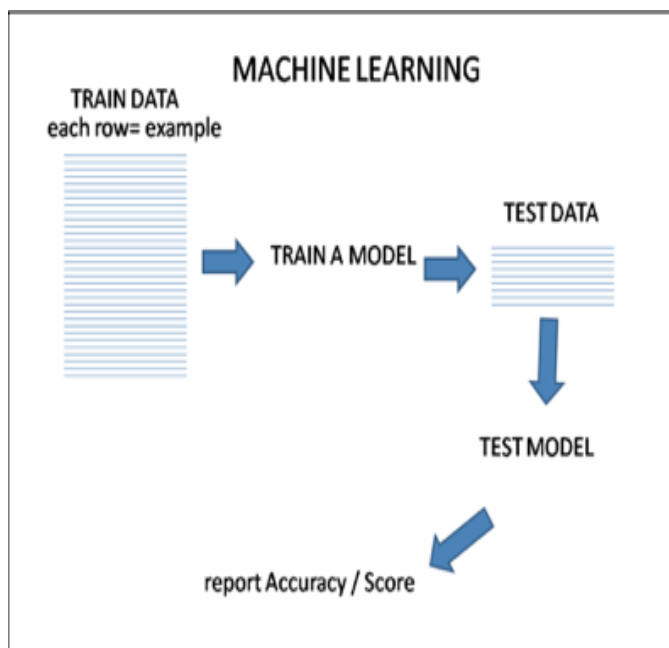 MACHINE LEARNING
TRAIN DATA
each row= example
TRAIN A MODEL
TEST DATA
TEST MODEL
report Accuracy / Score